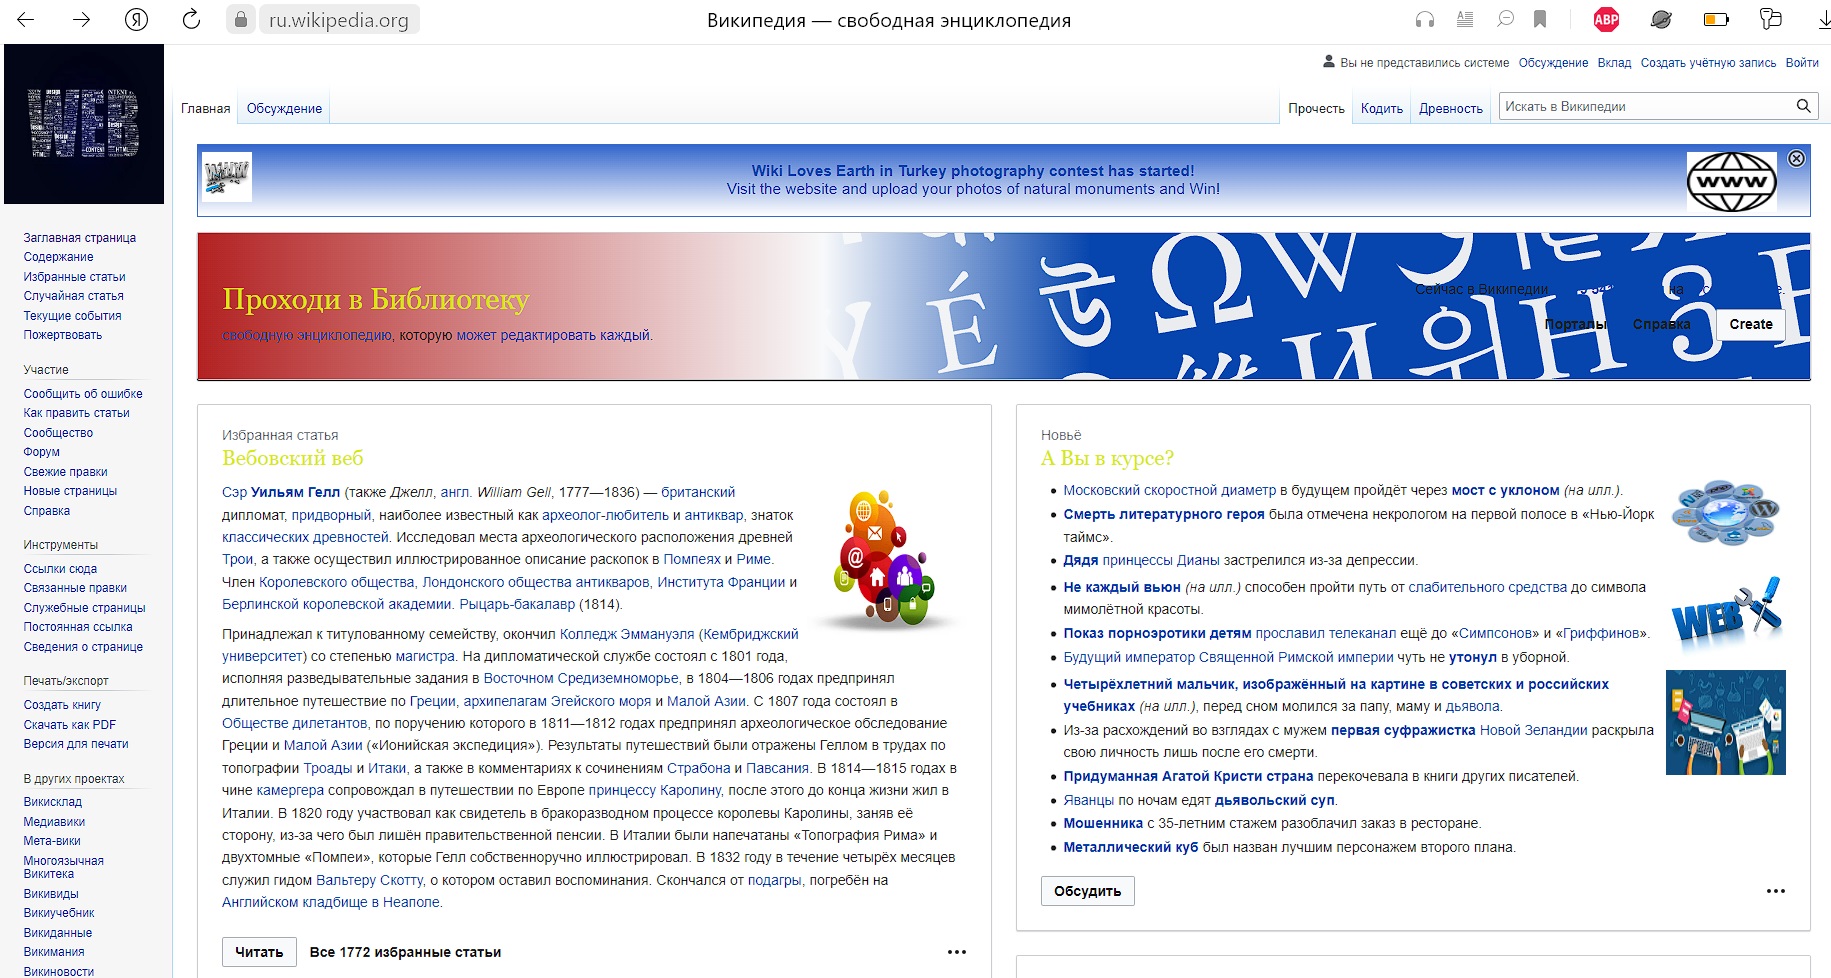 ru.wikipedia.org
Википедия — свободная энциклопедия
ABP
WEB
Вы не представились системе Обсуждение Вклад Создать учётную запись Войти
Главная Обсуждение
Прочесть Кодить Древность Искать в Википедии
WWW
Wiki Loves Earth in Turkey photography contest has started!
Visit the website and upload your photos of natural monuments and Win!
www
Заглавная страница
Содержание
Избранные статьи
Случайная статья
Текущие события
Пожертвовать
Участие
Сообщить об ошибке
Как править статьи
Сообщество
Форум
Свежие правки
Новые страницы
Справка
Инструменты
Ссылки сюда
Связанные правки
Служебные страницы
Постоянная ссылка
Сведения о странице
Печать/экспорт
Создать книгу
Скачать как PDF
Версия для печати
В других проектах
Викисклад
Медиавики
Мета-вики
Многоязычная
Викитека
Викивиды
Викиучебник
Викиданные
Викимания
Викиновости
Проходи в Библиотеку
свободную энциклопедию, которую может редактировать каждый.
Сейчас в Википедии
Порталы Справка Create
Избранная статья
Вебовский веб
Сэр Уильям Гелл (также Джелл, англ. William Gell, 1777—1836) — британский
дипломат, придворный, наиболее известный как археолог-любитель и антиквар, знаток
классических древностей. Исследовал места археологического расположения древней
Трои, а также осуществил иллюстрированное описание раскопок в Помпеях и Риме.
Член Королевского общества, Лондонского общества антикваров, Института Франции и
Берлинской королевской академии. Рыцарь-бакалавр (1814).
Принадлежал к титулованному семейству, окончил Колледж Эммануэля (Кембриджский
университет) со степенью магистра. На дипломатической службе состоял с 1801 года,
исполняя разведывательные задания в Восточном Средиземноморье, в 1804—1806 годах предпринял
длительное путешествие по Греции, архипелагам Эгейского моря и Малой Азии. С 1807 года состоял в
Обществе дилетантов, по поручению которого в 1811—1812 годах предпринял археологическое обследование
Греции и Малой Азии («Ионийская экспедиция»). Результаты путешествий были отражены Геллом в трудах по
топографии Троады и Итаки, а также в комментариях к сочинениям Страбона и Павсания. В 1814—1815 годах в
чине камергера сопровождал в путешествии по Европе принцессу Каролину, после этого до конца жизни жил в
Италии. В 1820 году участвовал как свидетель в бракоразводном процессе королевы Каролины, заняв её
сторону, из-за чего был лишён правительственной пенсии. В Италии были напечатаны «Топография Рима» и
двухтомные «Помпеи», которые Гелл собственноручно иллюстрировал. В 1832 году в течение четырёх месяцев
служил гидом Вальтеру Скотту, о котором оставил воспоминания. Скончался от подагры, погребён на
Английском кладбище в Неаполе.
Читать Все 1772 избранные статьи
Новьё
А Вы в курсе?
Московский скоростной диаметр в будущем пройдёт через мост с уклоном (на илл.).
Смерть литературного героя была отмечена некрологом на первой полосе в «Нью-Йорк
таймс».
Дядя принцессы Дианы застрелился из-за депрессии.
Не каждый вьюн (на илл.) способен пройти путь от слабительного средства до символа
мимолётной красоты.
Показ порноэротики детям прославил телеканал ещё до «Симпсонов» и «Гриффинов».
Будущий император Священной Римской империи чуть не утонул в уборной.
Четырёхлетний мальчик, изображённый на картине в советских и российских
учебниках (на илл.), перед сном молился за папу, маму и дьявола.
Из-за расхождений во взглядах с мужем первая суфражистка Новой Зеландии раскрыла
свою личность лишь после его смерти.
Придуманная Агатой Кристи страна перекочевала в книги других писателей.
Яванцы по ночам едят дьявольский суп.
Мошенника с 35-летним стажем разоблачил заказ в ресторане.
Металлический куб был назван лучшим персонажем второго плана.
WEB
Обсудить